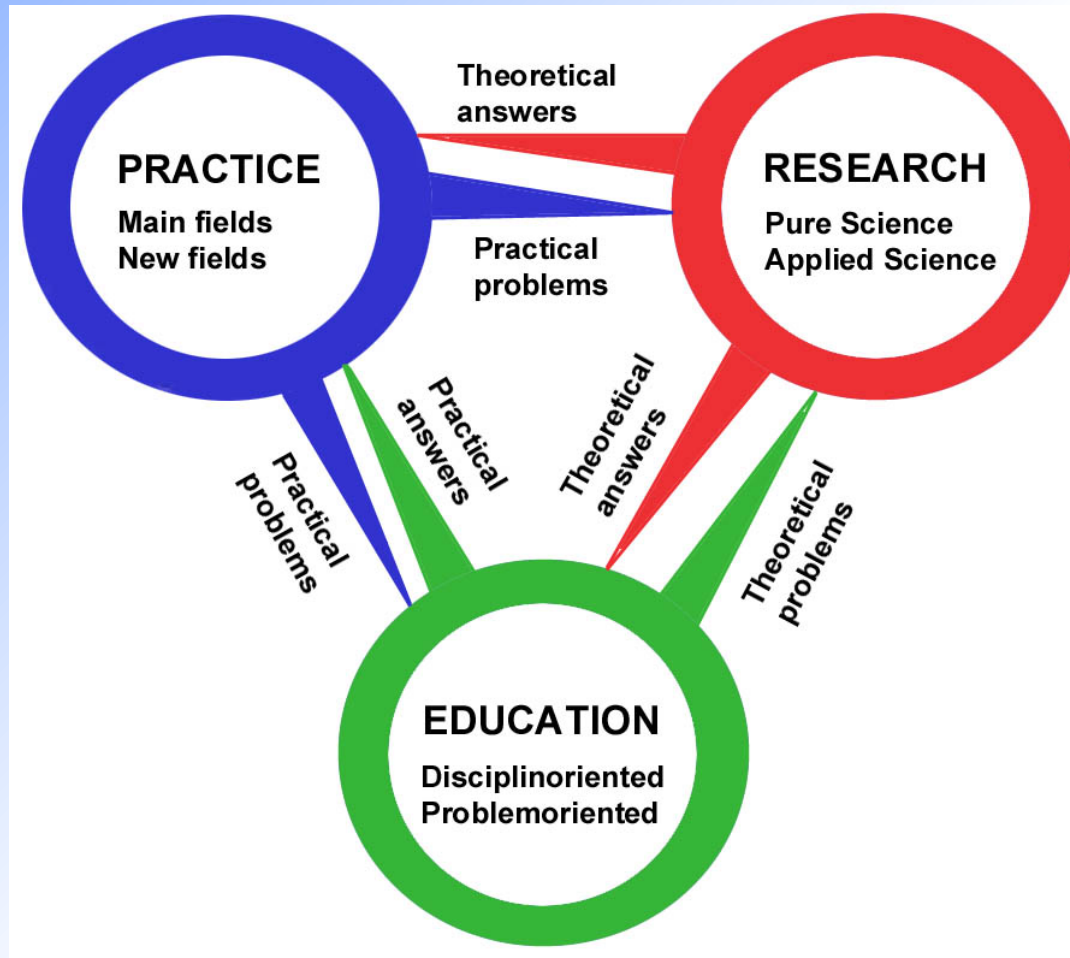 Theoretical
answers
PRACTICE
Main fields
New fields
RESEARCH
Pure Science
Applied Science
Practical
problems
Practical
problems
Practical
answers
Theoretical
answers
Theoretical
problems
EDUCATION
Disciplinoriented
Problemoriented